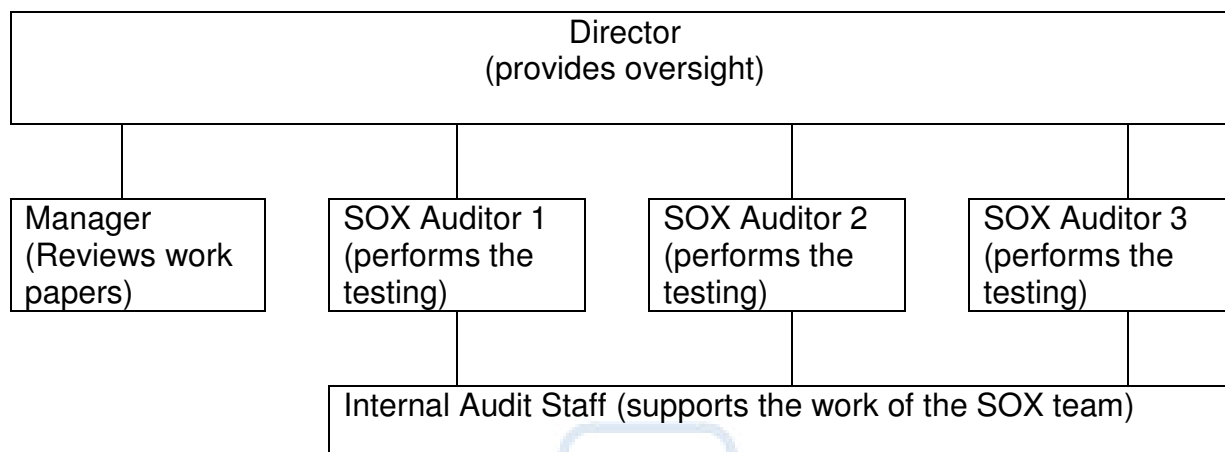 Director
(provides oversight)
Manager
(Reviews work
papers)
SOX Auditor 1
(performs the
testing)
SOX Auditor 2
(performs the
testing)
SOX Auditor 3
(performs the
testing)
Internal Audit Staff (supports the work of the SOX team)